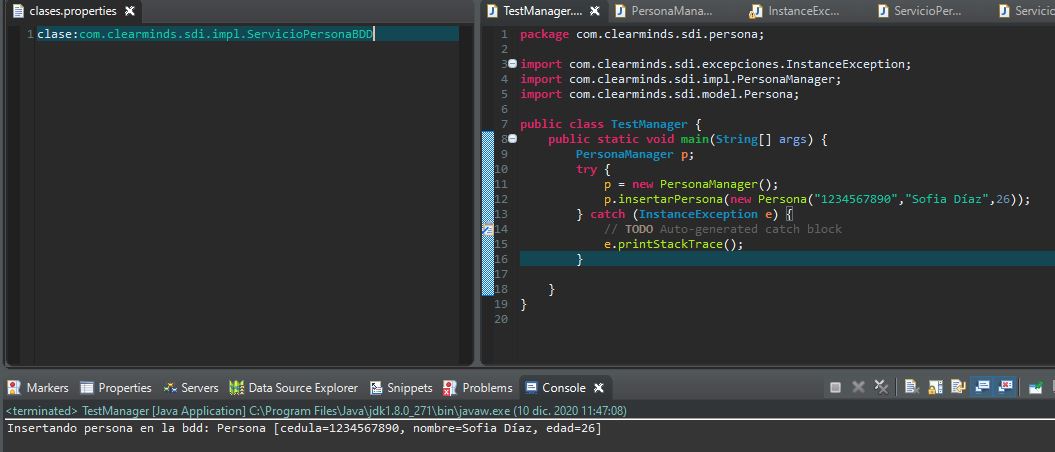 clases.properties
1 clase:com.clearminds.sdi.impl.ServicioPersonaBDD
TestManager.... PersonaMana... InstanceExc... ServicioPer... Servicio
1 package com.clearminds.sdi.persona;
2
3 import com.clearminds.sdi.excepciones.InstanceException;
4 import com.clearminds.sdi.impl.PersonaManager;
5 import com.clearminds.sdi.model.Persona;
6
7 public class TestManager {
8 public static void main(String[] args) {
9 PersonaManager p;
10 try {
11 p = new PersonaManager();
12 p.insertarPersona(new Persona("1234567890","Sofia Díaz",26));
13 } catch (InstanceException e) {
14 // TODO Auto-generated catch block
15 e.printStackTrace();
16 }
17
18 }
19 }
20
Markers Properties Servers Data Source Explorer Snippets Problems Console
<terminated> TestManager [Java Application] C:\Program Files\Java\jdk1.8.0_271\bin\javaw.exe (10 dic. 2020 11:47:08)
Insertando persona en la bdd: Persona [cedula=1234567890, nombre=Sofia Díaz, edad=26]